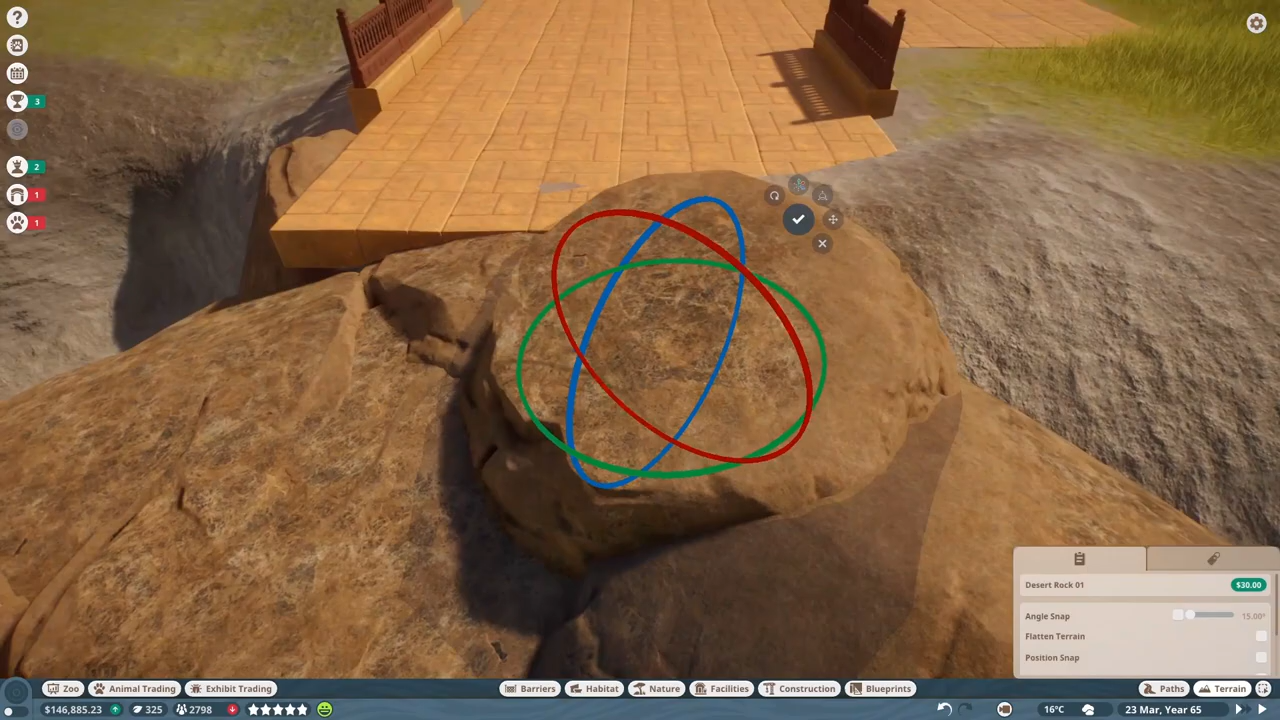 ?
3
2
1
1
Desert Rock 01 $30.00
Angle Snap 15.00°
Flatten Terrain
Position Snap
Zoo Animal Trading Exhibit Trading Barriers Habitat Nature Facilities Construction Blueprints Paths Terrain
$146,885.23 325 2798 16°C 23 Mar, Year 65